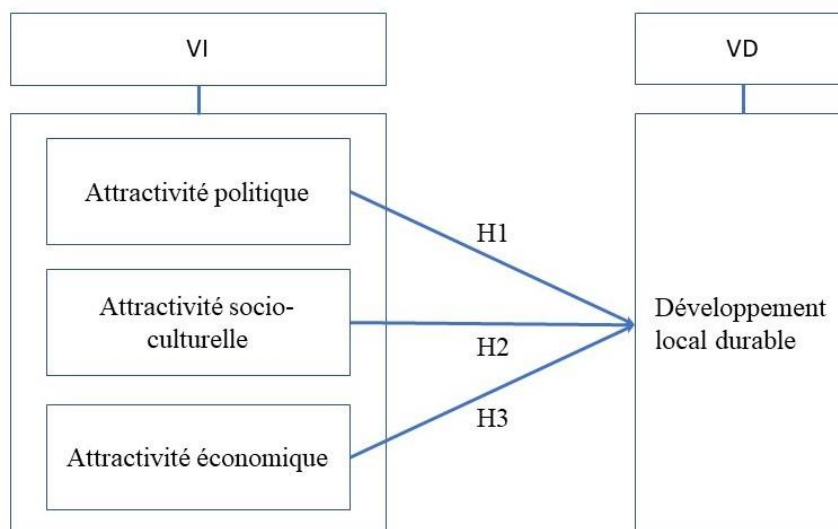 VI
VD
Attractivité politique
H1
Attractivité socio-
culturelle
H2
Développement
local durable
H3
Attractivité économique